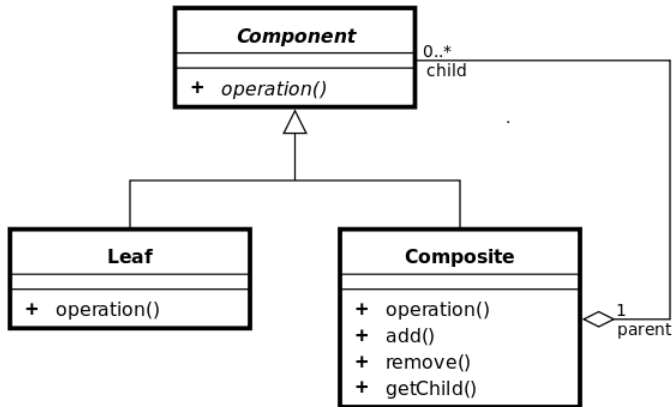 Component
+ operation()
0..*
child
Leaf
+ operation()
Composite
+ operation()
+ add()
+ remove()
+ getChild()
1
parent